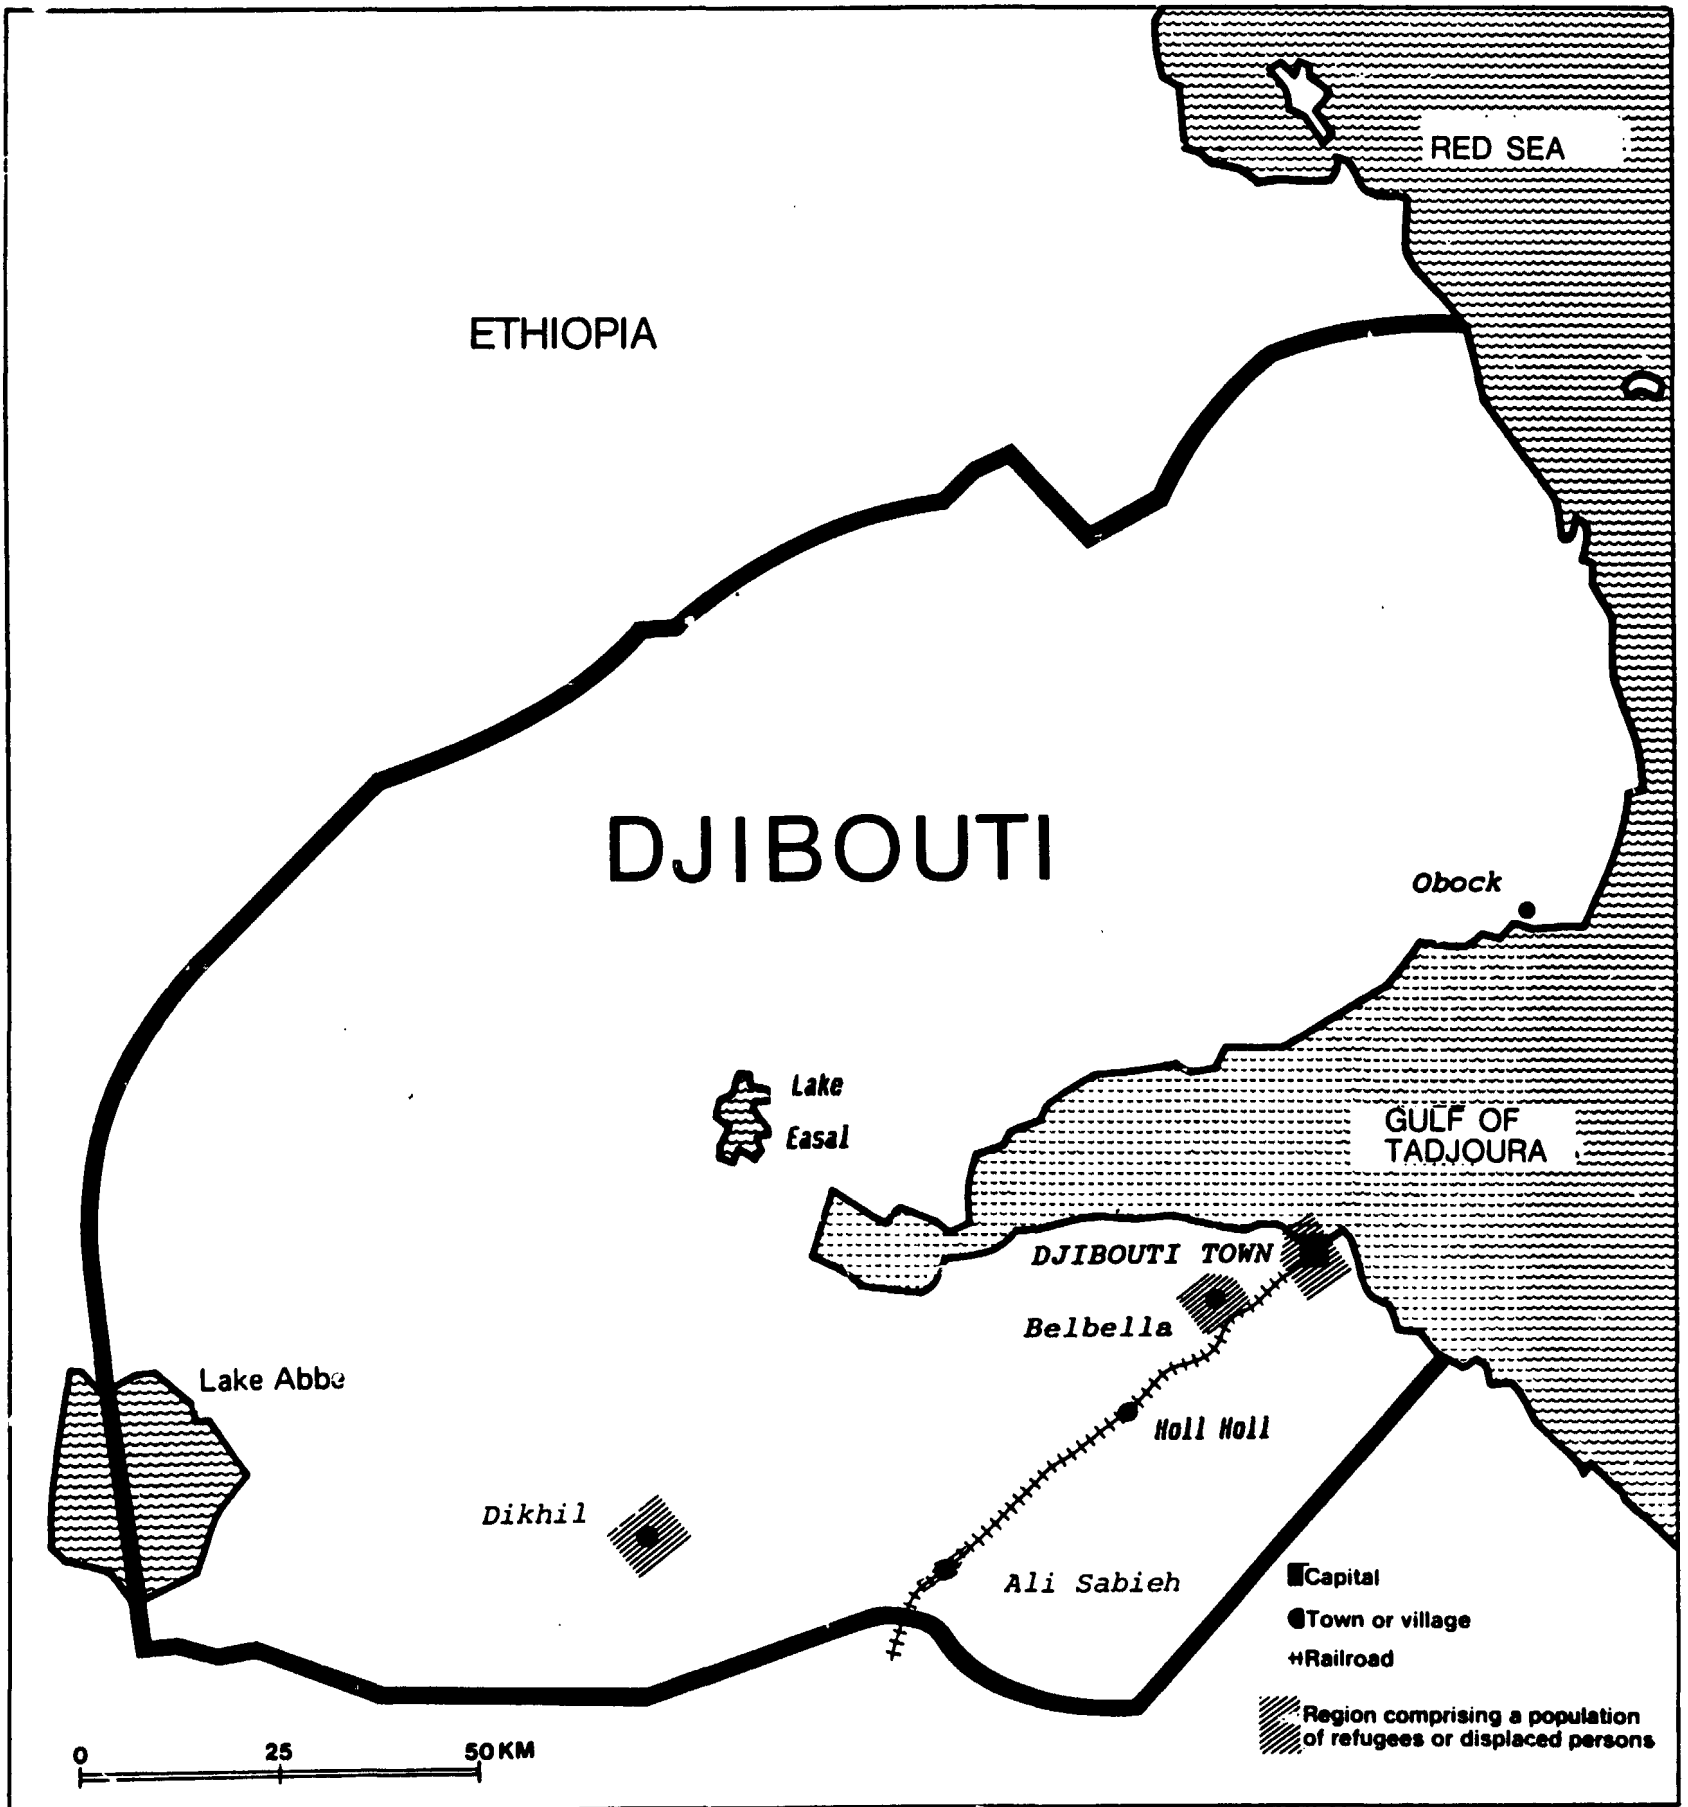 RED SEA
ETHIOPIA
DJIBOUTI
Obock
Lake
Easal
GULF OF
TADJOURA
DJIBOUTI TOWN
Belbella
Lake Abbe
Holl Holl
Dikhil
Ali Sabieh
Capital
Town or village
Railroad
Region comprising a population
of refugees or displaced persons
0 25 50 KM